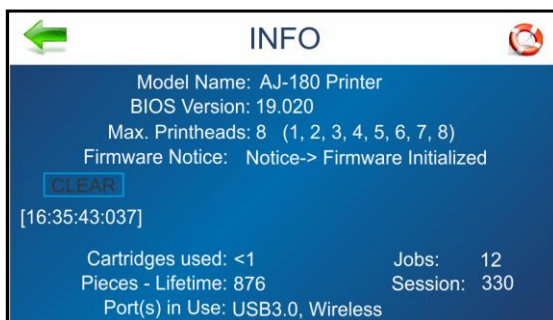 INFO
Model Name: AJ-180 Printer
BIOS Version: 19.020
Max. Printheads: 8 (1, 2, 3, 4, 5, 6, 7, 8)
Firmware Notice: Notice-> Firmware Initialized
CLEAR
[16:35:43:037]
Cartridges used: <1 Jobs: 12
Pieces - Lifetime: 876 Session: 330
Port(s) in Use: USB3.0, Wireless